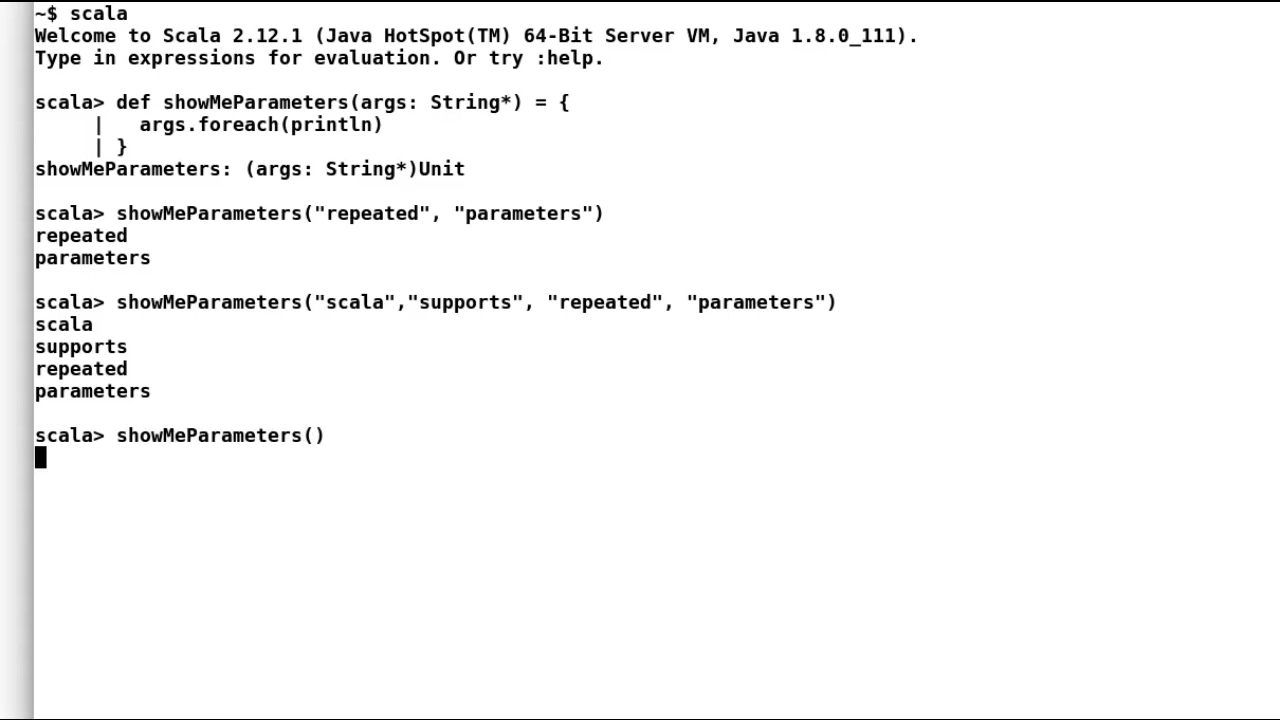 ~$ scala
Welcome to Scala 2.12.1 (Java HotSpot(TM) 64-Bit Server VM, Java 1.8.0_111).
Type in expressions for evaluation. Or try :help.
scala> def showMeParameters(args: String*) = {
     |   args.foreach(println)
     | }
showMeParameters: (args: String*)Unit
scala> showMeParameters("repeated", "parameters")
repeated
parameters
scala> showMeParameters("scala","supports", "repeated", "parameters")
scala
supports
repeated
parameters
scala> showMeParameters()